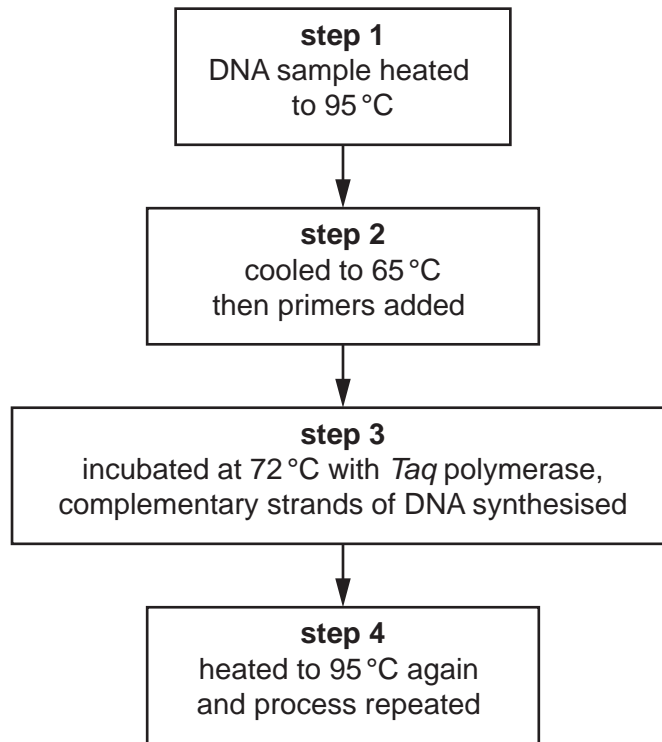 step 1
DNA sample heated
to 95 °C
step 2
cooled to 65 °C
then primers added
step 3
incubated at 72 °C with Taq polymerase,
complementary strands of DNA synthesised
step 4
heated to 95 °C again
and process repeated